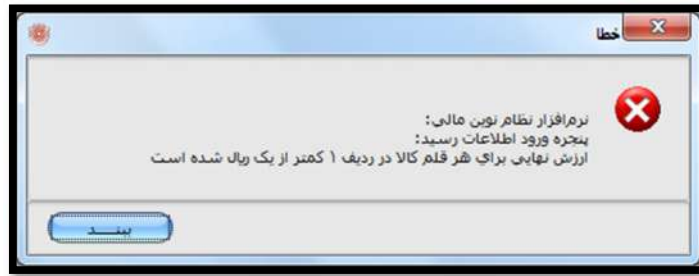 خطا
نرم‌افزار نظام نوین مالی:
پنجره ورود اطلاعات رسید:
ارزش نهایی برای هر قلم کالا در ردیف ۱ کمتر از یک ریال شده است
ببنــــد